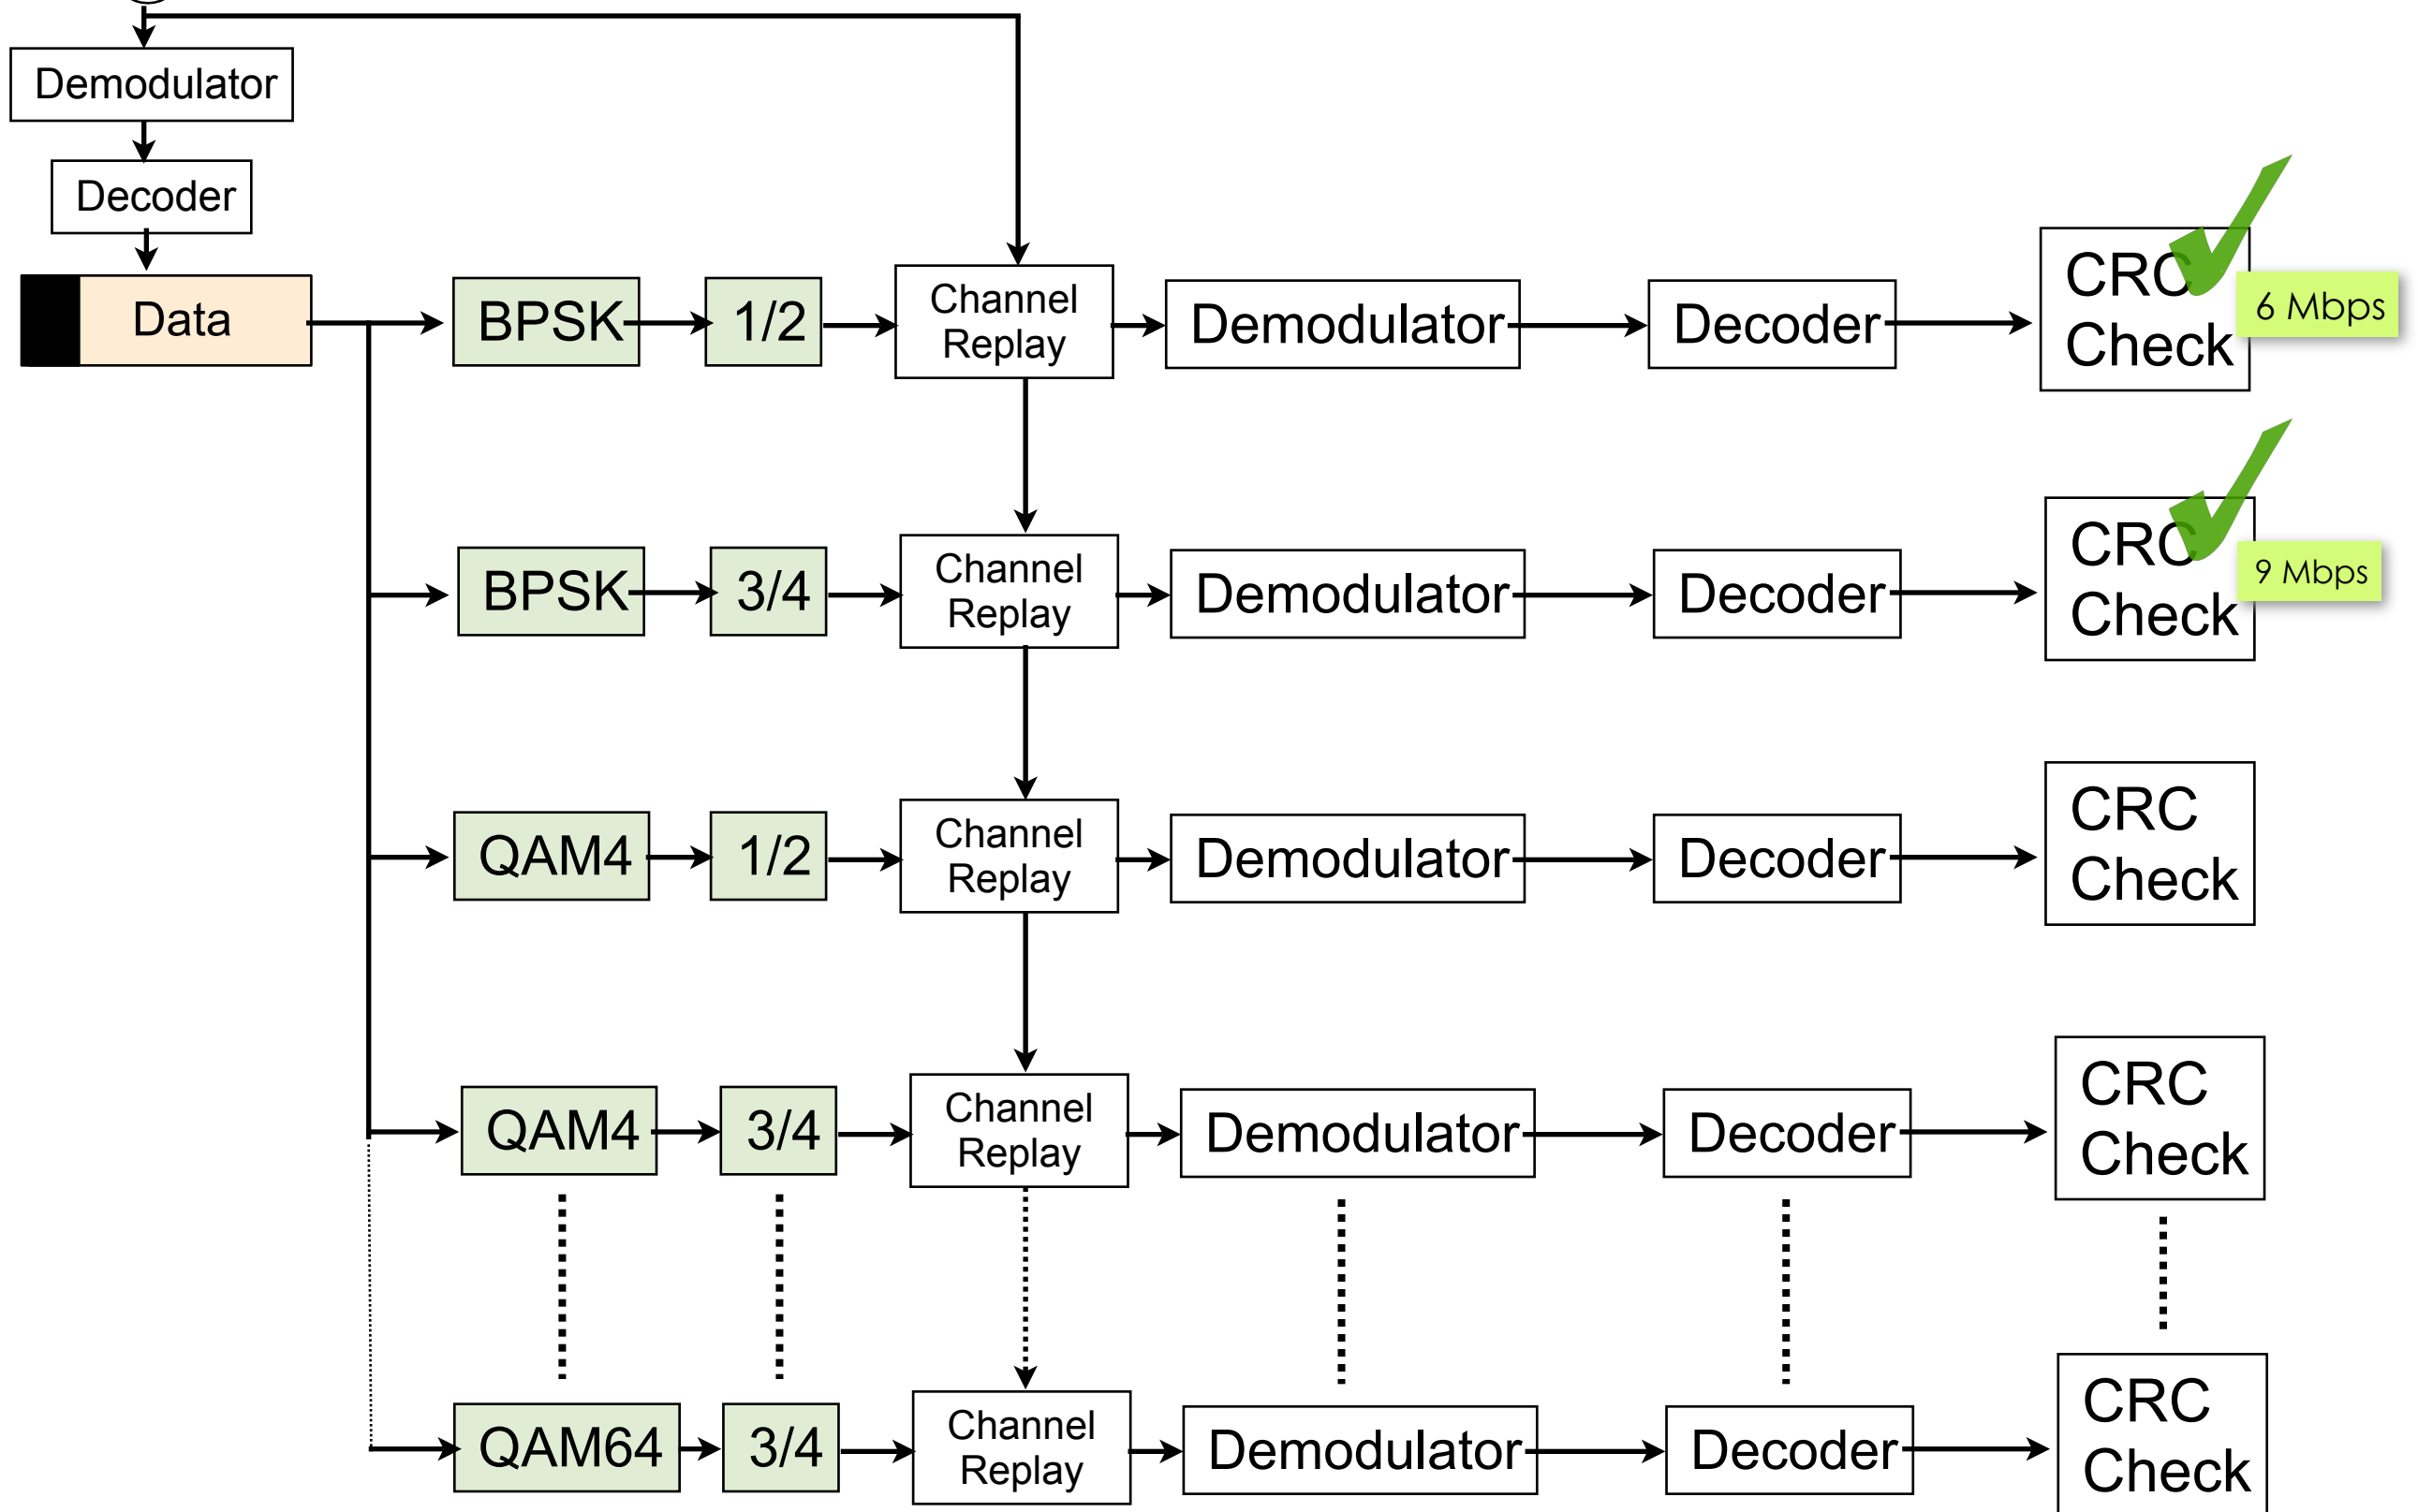 Demodulator
Decoder
Data
BPSK
1/2
Channel
Replay
Demodulator
Decoder
CRC
Check
6 Mbps
BPSK
3/4
Channel
Replay
Demodulator
Decoder
CRC
Check
9 Mbps
QAM4
1/2
Channel
Replay
Demodulator
Decoder
CRC
Check
QAM4
3/4
Channel
Replay
Demodulator
Decoder
CRC
Check
QAM64
3/4
Channel
Replay
Demodulator
Decoder
CRC
Check